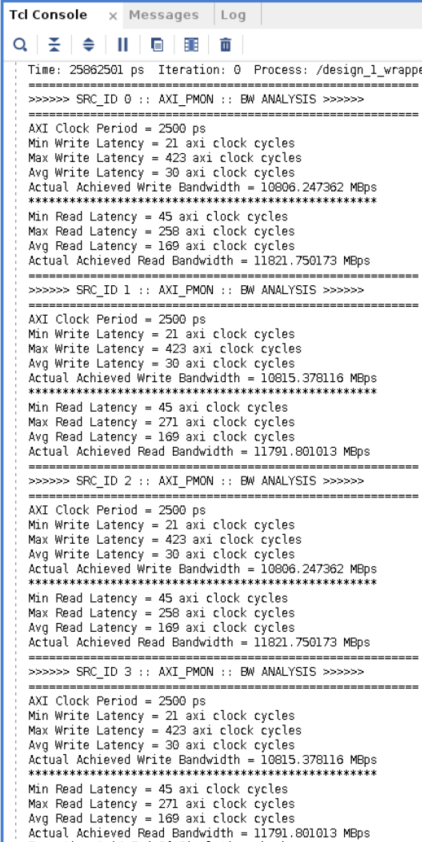 Tcl Console × Messages Log
Time: 25862501 ps Iteration: 0 Process: /design_1_wrappe
==========================================================
>>>>>> SRC_ID 0 :: AXI_PMON :: BW ANALYSIS >>>>>>
==========================================================
AXI Clock Period = 2500 ps
Min Write Latency = 21 axi clock cycles
Max Write Latency = 423 axi clock cycles
Avg Write Latency = 30 axi clock cycles
Actual Achieved Write Bandwidth = 10806.247362 MBps
****************************************************
Min Read Latency = 45 axi clock cycles
Max Read Latency = 258 axi clock cycles
Avg Read Latency = 169 axi clock cycles
Actual Achieved Read Bandwidth = 11821.750173 MBps
==========================================================
>>>>>> SRC_ID 1 :: AXI_PMON :: BW ANALYSIS >>>>>>
==========================================================
AXI Clock Period = 2500 ps
Min Write Latency = 21 axi clock cycles
Max Write Latency = 423 axi clock cycles
Avg Write Latency = 30 axi clock cycles
Actual Achieved Write Bandwidth = 10815.378116 MBps
****************************************************
Min Read Latency = 45 axi clock cycles
Max Read Latency = 271 axi clock cycles
Avg Read Latency = 169 axi clock cycles
Actual Achieved Read Bandwidth = 11791.801013 MBps
==========================================================
>>>>>> SRC_ID 2 :: AXI_PMON :: BW ANALYSIS >>>>>>
==========================================================
AXI Clock Period = 2500 ps
Min Write Latency = 21 axi clock cycles
Max Write Latency = 423 axi clock cycles
Avg Write Latency = 30 axi clock cycles
Actual Achieved Write Bandwidth = 10806.247362 MBps
****************************************************
Min Read Latency = 45 axi clock cycles
Max Read Latency = 258 axi clock cycles
Avg Read Latency = 169 axi clock cycles
Actual Achieved Read Bandwidth = 11821.750173 MBps
==========================================================
>>>>>> SRC_ID 3 :: AXI_PMON :: BW ANALYSIS >>>>>>
==========================================================
AXI Clock Period = 2500 ps
Min Write Latency = 21 axi clock cycles
Max Write Latency = 423 axi clock cycles
Avg Write Latency = 30 axi clock cycles
Actual Achieved Write Bandwidth = 10815.378116 MBps
****************************************************
Min Read Latency = 45 axi clock cycles
Max Read Latency = 271 axi clock cycles
Avg Read Latency = 169 axi clock cycles
Actual Achieved Read Bandwidth = 11791.801013 MBps